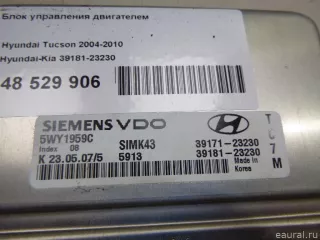 Блок управления двигателем
Hyundai Tucson 2004-2010
Hyundai-Kia 39181-23230
48 529 906
SIEMENS VDO
5WY1959C
Index 08
SIMK43
39171-23230
K 23.05.07/5
5913
39181-23230
Made in
Korea
T
C
7
M
eaural.ru